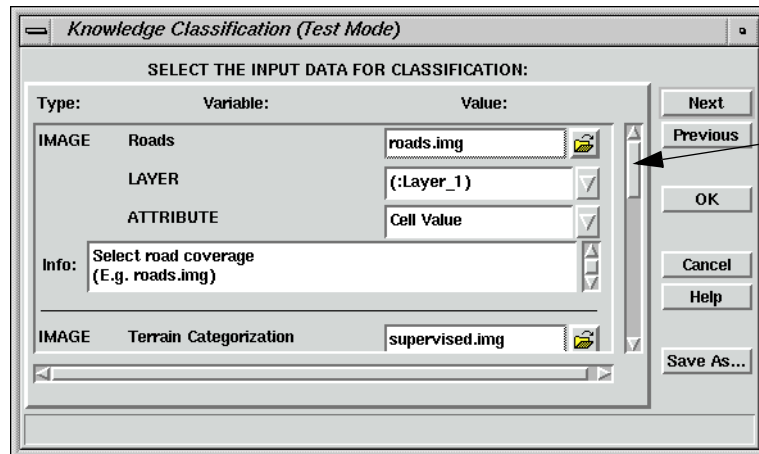 Knowledge Classification (Test Mode)
SELECT THE INPUT DATA FOR CLASSIFICATION:
Type: Variable: Value:
IMAGE Roads roads.img
LAYER (:Layer_1)
ATTRIBUTE Cell Value
Info: Select road coverage
(E.g. roads.img)
IMAGE Terrain Categorization supervised.img
Next
Previous
OK
Cancel
Help
Save As...